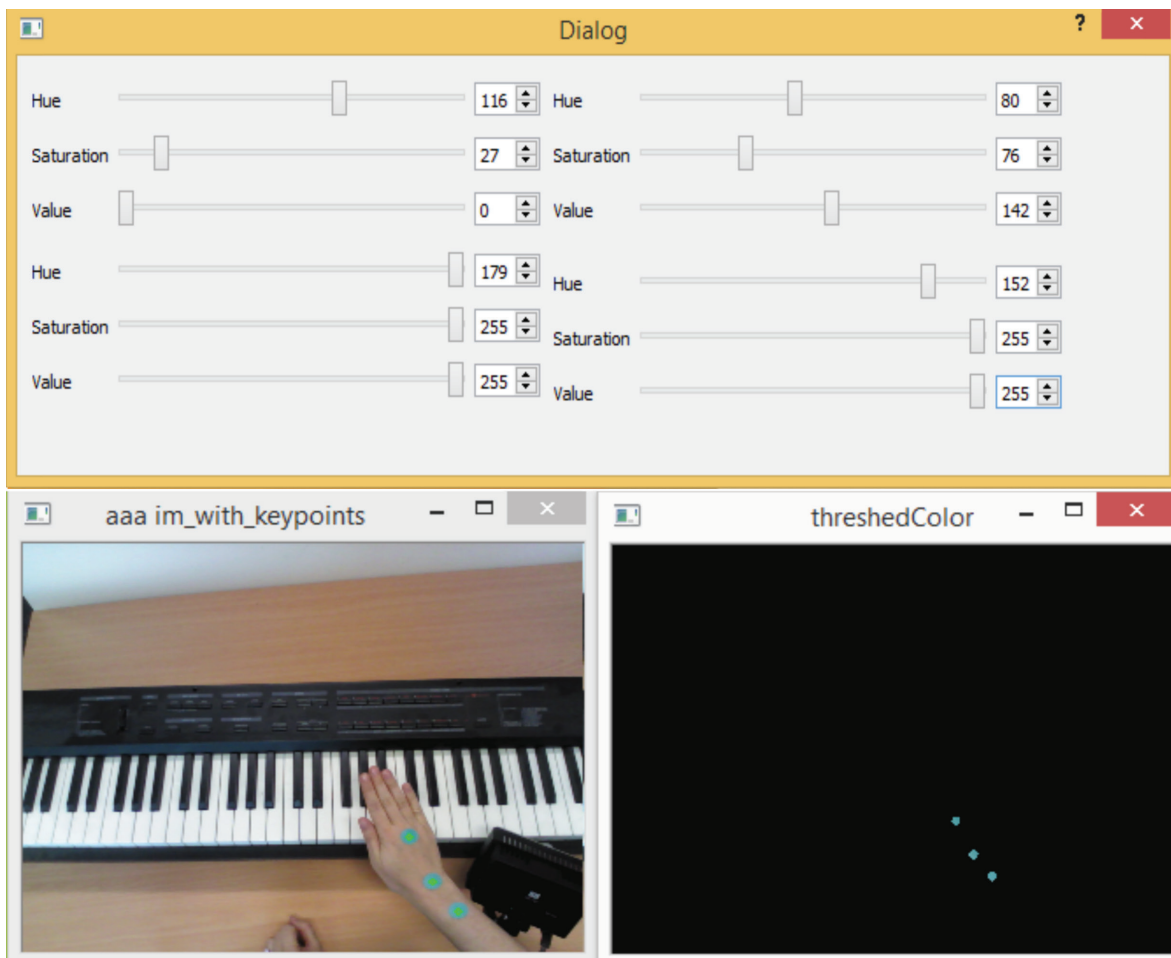 Dialog ?
Hue 116 Hue 80
Saturation 27 Saturation 76
Value 0 Value 142
Hue 179 Hue 152
Saturation 255 Saturation 255
Value 255 Value 255
aaa im_with_keypoints threshedColor